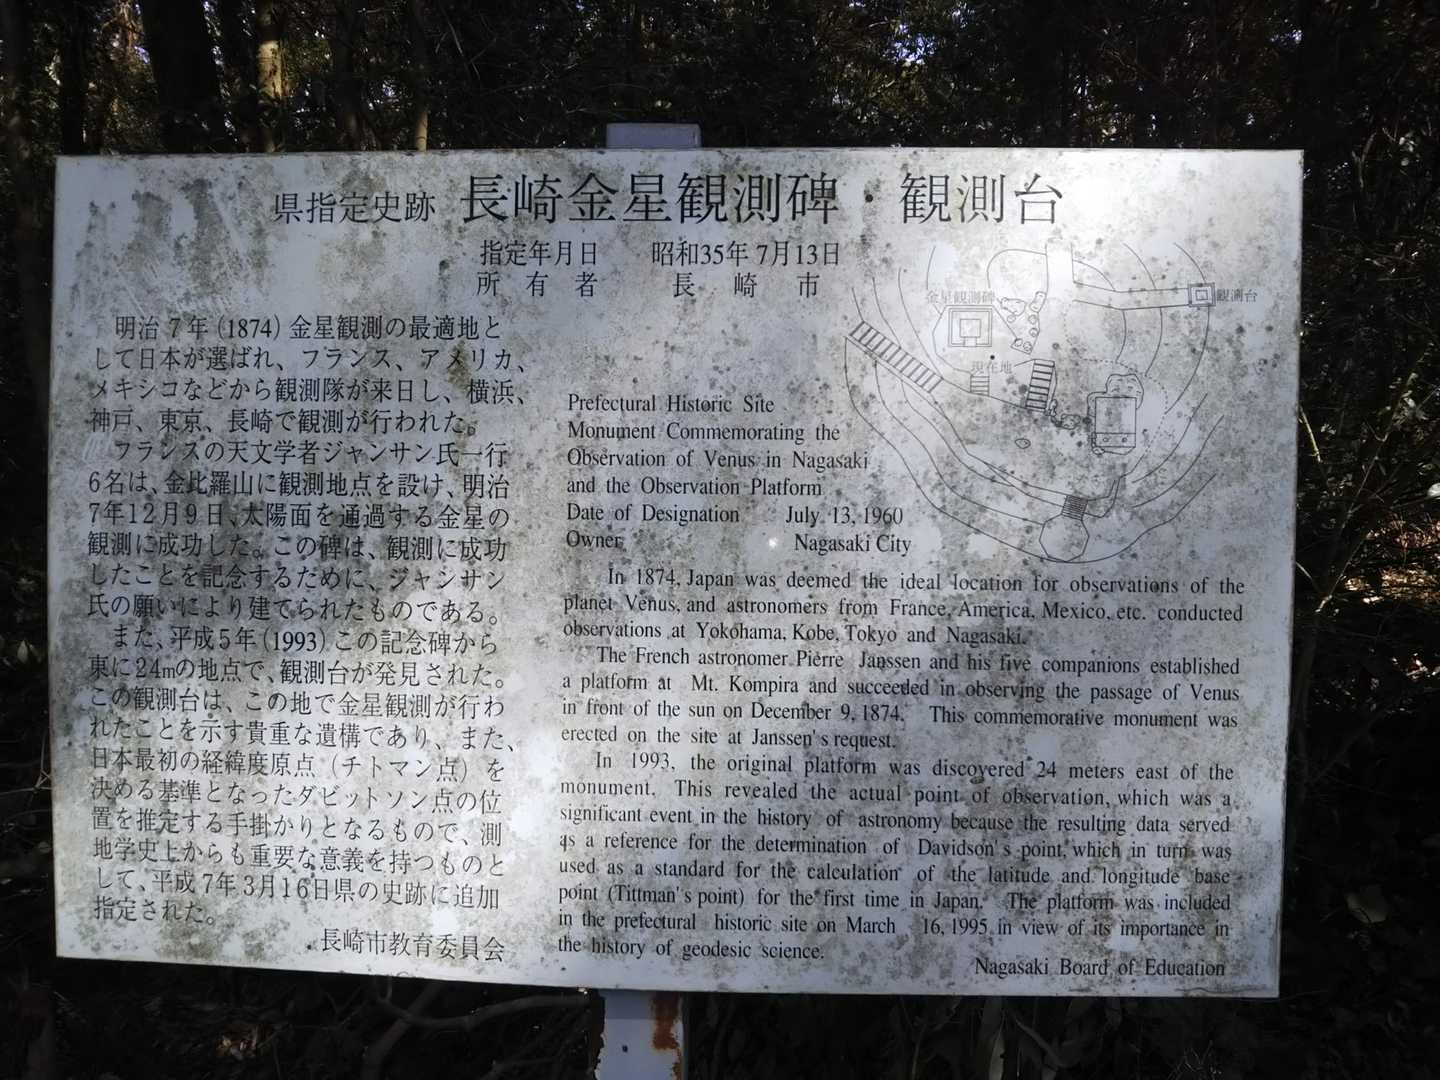 県指定史跡 長崎金星観測碑・観測台
指定年月日 昭和35年7月13日
所有者 長崎市
明治7年(1874)金星観測の最適地と
して日本が選ばれ、フランス、アメリカ、
メキシコなどから観測隊が来日し、横浜、
神戸、東京、長崎で観測が行われた。
フランスの天文学者ジャンサン氏一行
6名は、金比羅山に観測地点を設け、明治
7年12月9日、太陽面を通過する金星の
観測に成功した。この碑は、観測に成功
したことを記念するために、ジャンサン
氏の願いにより建てられたものである。
また、平成5年(1993)この記念碑から
東に24mの地点で、観測台が発見された。
この観測台は、この地で金星観測が行わ
れたことを示す貴重な遺構であり、また、
日本最初の経緯度原点(チトマン点)を
決める基準となったダビットソン点の位
置を推定する手掛かりとなるもので、測
地学史上からも重要な意義を持つものと
して、平成7年3月16日県の史跡に追加
指定された。
長崎市教育委員会
金星観測碑
観測台
現在地
Prefectural Historic Site
Monument Commemorating the
Observation of Venus in Nagasaki
and the Observation Platform
Date of Designation July 13, 1960
Owner Nagasaki City
In 1874, Japan was deemed the ideal location for observations of the
planet Venus, and astronomers from France, America, Mexico, etc. conducted
observations at Yokohama, Kobe, Tokyo and Nagasaki.
The French astronomer Pierre Janssen and his five companions established
a platform at Mt. Kompira and succeeded in observing the passage of Venus
in front of the sun on December 9, 1874. This commemorative monument was
erected on the site at Janssen's request.
In 1993, the original platform was discovered 24 meters east of the
monument. This revealed the actual point of observation, which was a
significant event in the history of astronomy because the resulting data served
as a reference for the determination of Davidson's point, which in turn was
used as a standard for the calculation of the latitude and longitude base
point (Tittman's point) for the first time in Japan. The platform was included
in the prefectural historic site on March 16, 1995 in view of its importance in
the history of geodesic science.
Nagasaki Board of Education